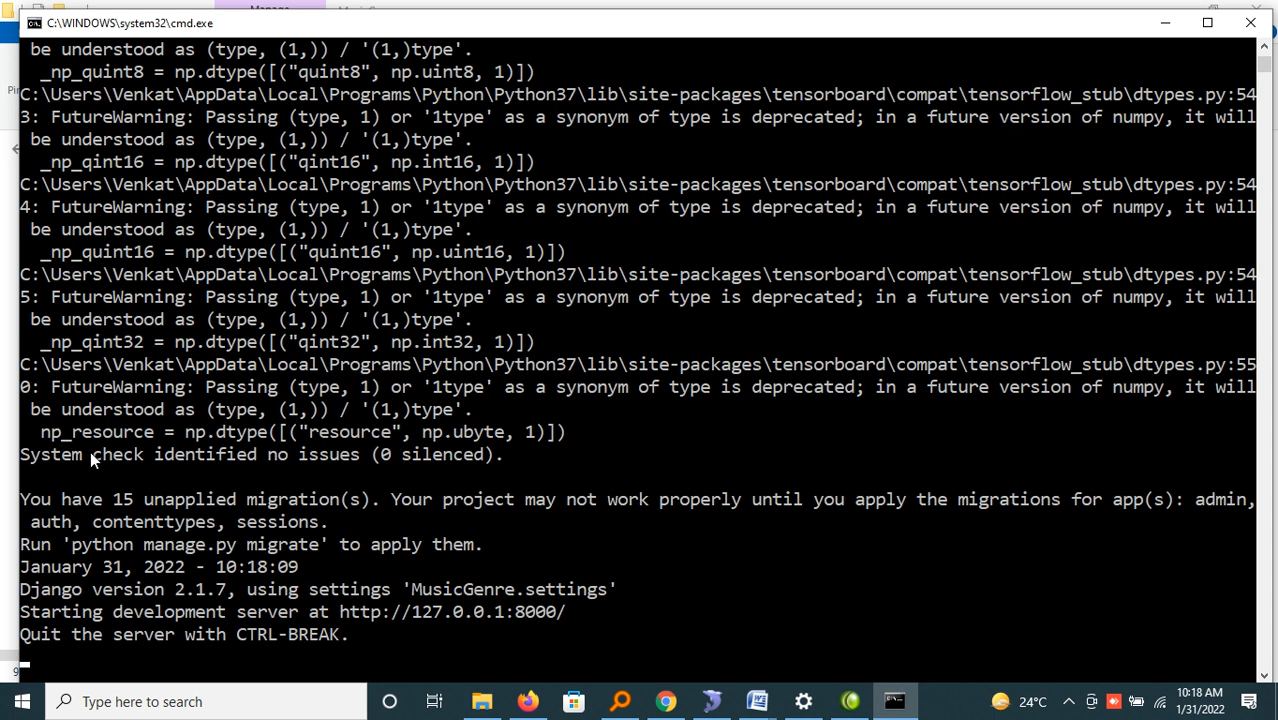 C:\WINDOWS\system32\cmd.exe
be understood as (type, (1,)) / '(1,)type'.
_np_quint8 = np.dtype([("quint8", np.uint8, 1)])
C:\Users\Venkat\AppData\Local\Programs\Python\Python37\lib\site-packages\tensorboard\compat\tensorflow_stub\dtypes.py:54
3: FutureWarning: Passing (type, 1) or '1type' as a synonym of type is deprecated; in a future version of numpy, it will
be understood as (type, (1,)) / '(1,)type'.
_np_qint16 = np.dtype([("qint16", np.int16, 1)])
C:\Users\Venkat\AppData\Local\Programs\Python\Python37\lib\site-packages\tensorboard\compat\tensorflow_stub\dtypes.py:54
4: FutureWarning: Passing (type, 1) or '1type' as a synonym of type is deprecated; in a future version of numpy, it will
be understood as (type, (1,)) / '(1,)type'.
_np_quint16 = np.dtype([("quint16", np.uint16, 1)])
C:\Users\Venkat\AppData\Local\Programs\Python\Python37\lib\site-packages\tensorboard\compat\tensorflow_stub\dtypes.py:54
5: FutureWarning: Passing (type, 1) or '1type' as a synonym of type is deprecated; in a future version of numpy, it will
be understood as (type, (1,)) / '(1,)type'.
_np_qint32 = np.dtype([("qint32", np.int32, 1)])
C:\Users\Venkat\AppData\Local\Programs\Python\Python37\lib\site-packages\tensorboard\compat\tensorflow_stub\dtypes.py:55
0: FutureWarning: Passing (type, 1) or '1type' as a synonym of type is deprecated; in a future version of numpy, it will
be understood as (type, (1,)) / '(1,)type'.
np_resource = np.dtype([("resource", np.ubyte, 1)])
System check identified no issues (0 silenced).
You have 15 unapplied migration(s). Your project may not work properly until you apply the migrations for app(s): admin,
auth, contenttypes, sessions.
Run 'python manage.py migrate' to apply them.
January 31, 2022 - 10:18:09
Django version 2.1.7, using settings 'MusicGenre.settings'
Starting development server at http://127.0.0.1:8000/
Quit the server with CTRL-BREAK.
Type here to search
24°C
10:18 AM
1/31/2022